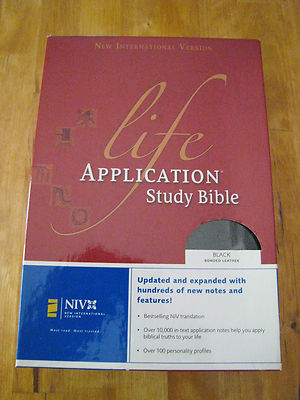 NEW INTERNATIONAL VERSION
life
APPLICATION
Study Bible
BLACK
BONDED LEATHER
Updated and expanded with
hundreds of new notes and
features!
• Bestselling NIV translation
• Over 10,000 in-text application notes help you apply
biblical truths to your life
• Over 100 personality profiles
NIV
NEW INTERNATIONAL
VERSION
Most read. Most trusted.